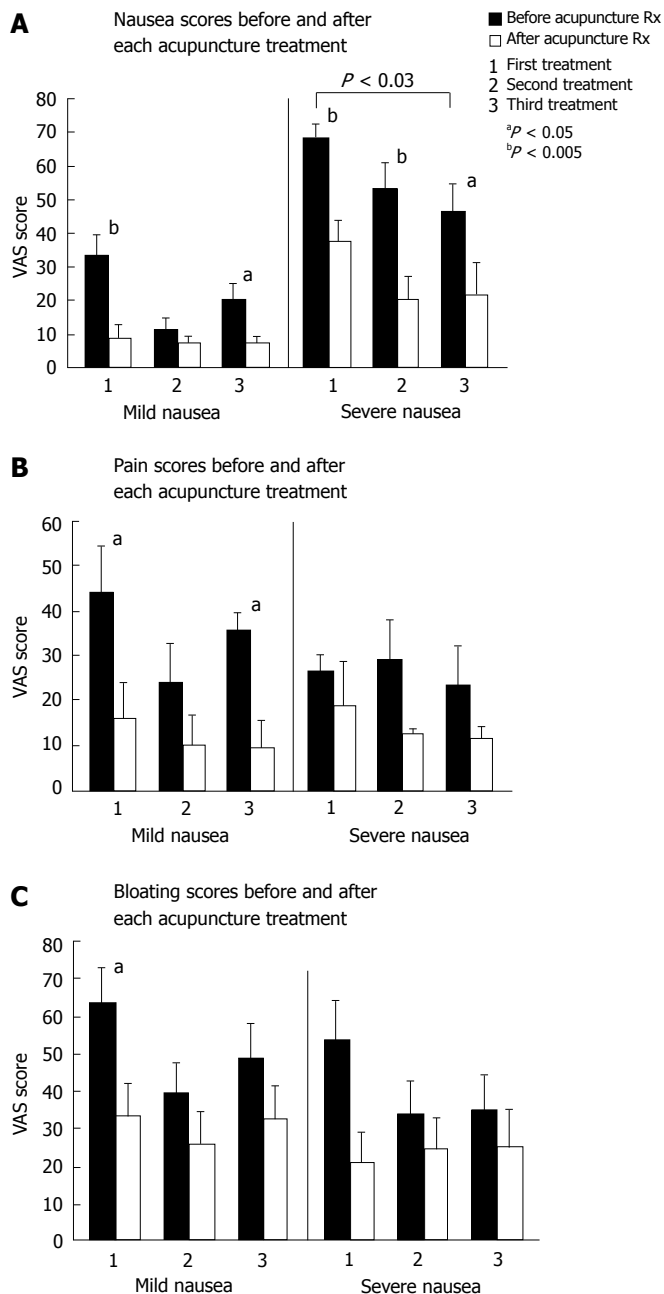 A
Nausea scores before and after
each acupuncture treatment
Before acupuncture Rx
After acupuncture Rx
1 First treatment
2 Second treatment
3 Third treatment
aP < 0.05
bP < 0.005
P < 0.03
VAS score
80
70
60
50
40
30
20
10
0
b
a
b
b
a
1 2 3 1 2 3
Mild nausea Severe nausea
B
Pain scores before and after
each acupuncture treatment
VAS score
60
50
40
30
20
10
0
a
a
1 2 3 1 2 3
Mild nausea Severe nausea
C
Bloating scores before and after
each acupuncture treatment
VAS score
80
70
60
50
40
30
20
10
0
a
1 2 3 1 2 3
Mild nausea Severe nausea